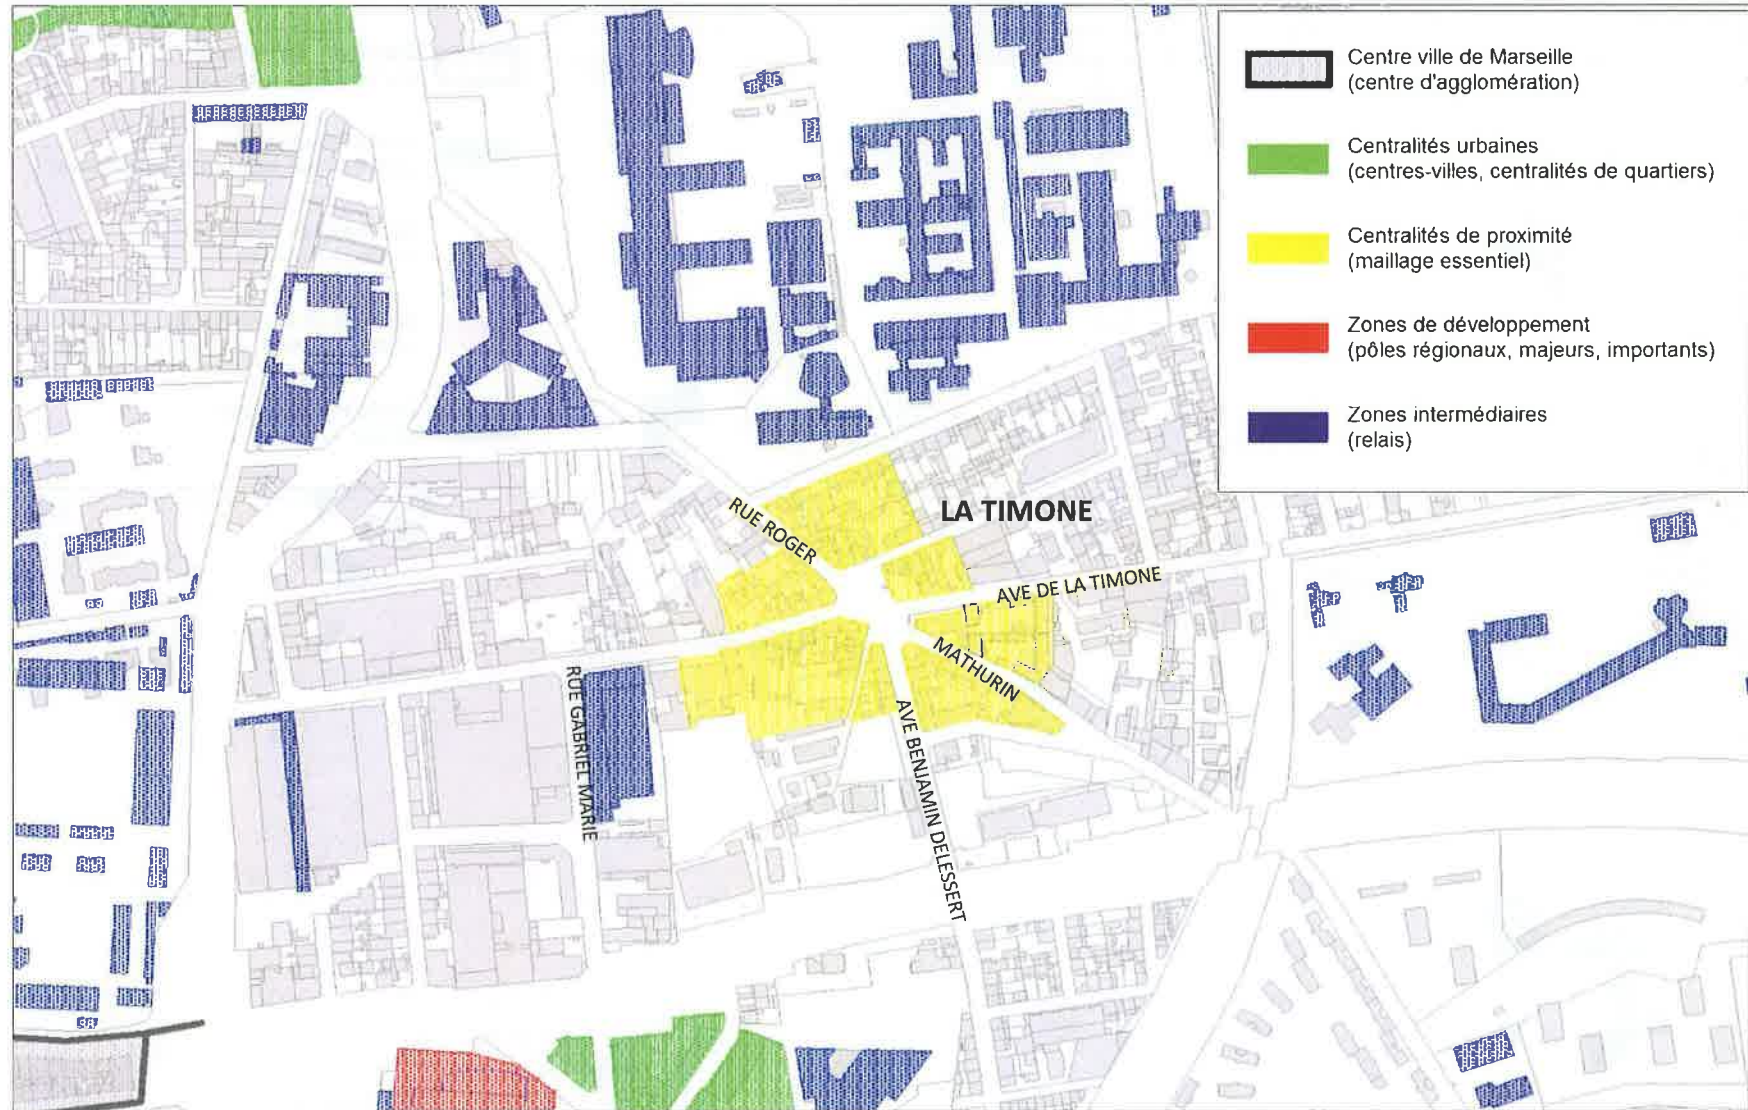 Centre ville de Marseille
(centre d'agglomération)
Centralités urbaines
(centres-villes, centralités de quartiers)
Centralités de proximité
(maillage essentiel)
Zones de développement
(pôles régionaux, majeurs, importants)
Zones intermédiaires
(relais)
LA TIMONE
RUE ROGER
AVE DE LA TIMONE
MATHURIN
RUE GABRIEL MARIE
AVE BENJAMIN DELESSERT